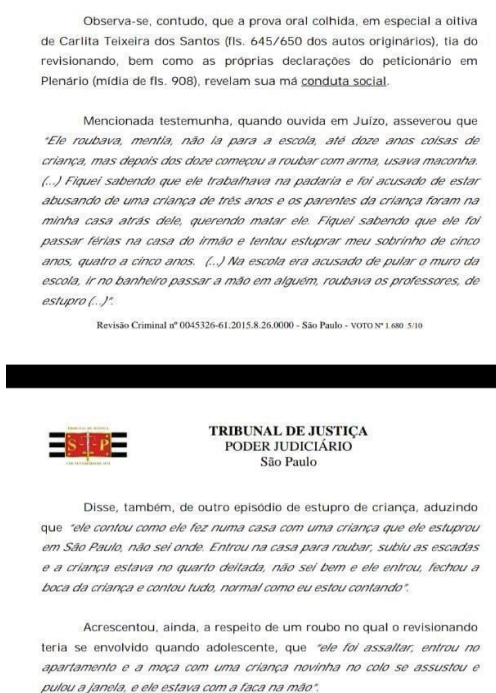 Observa-se, contudo, que a prova oral colhida, em especial a oitiva
de Carlita Teixeira dos Santos (fls. 645/650 dos autos originários), tia do
revisionando, bem como as próprias declarações do peticionário em
Plenário (mídia de fls. 908), revelam sua má conduta social.
Mencionada testemunha, quando ouvida em Juízo, asseverou que
"Ele roubava, mentia, não ia para a escola, até doze anos coisas de
criança, mas depois dos doze começou a roubar com arma, usava maconha.
(...) Fiquei sabendo que ele trabalhava na padaria e foi acusado de estar
abusando de uma criança de três anos e os parentes da criança foram na
minha casa atrás dele, querendo matar ele. Fiquei sabendo que ele foi
passar férias na casa do irmão e tentou estuprar meu sobrinho de cinco
anos, quatro a cinco anos. (...) Na escola era acusado de pular o muro da
escola, ir no banheiro passar a mão em alguém, roubava os professores, de
estupro (...)".
Revisão Criminal nº 0045326-61.2015.8.26.0000 - São Paulo - VOTO Nº 1.680 5/10
S P
TRIBUNAL DE JUSTIÇA
PODER JUDICIÁRIO
São Paulo
Disse, também, de outro episódio de estupro de criança, aduzindo
que "ele contou como ele fez numa casa com uma criança que ele estuprou
em São Paulo, não sei onde. Entrou na casa para roubar, subiu as escadas
e a criança estava no quarto deitada, não sei bem e ele entrou, fechou a
boca da criança e contou tudo, normal como eu estou contando".
Acrescentou, ainda, a respeito de um roubo no qual o revisionando
teria se envolvido quando adolescente, que "ele foi assaltar, entrou no
apartamento e a moça com uma criança novinha no colo se assustou e
pulou a janela, e ele estava com a faca na mão".